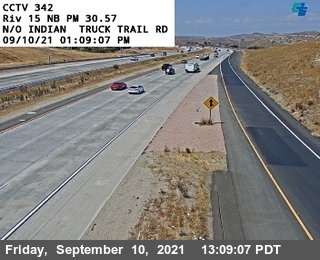 CCTV 342
Riv 15 NB PM 30.57
N/O INDIAN  TRUCK TRAIL RD
09/10/21 01:09:07 PM
Friday, September 10, 2021 13:09:07 PDT